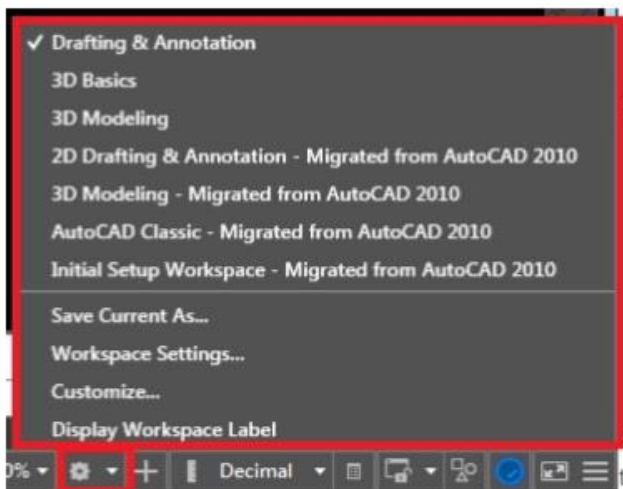 ✓ Drafting & Annotation
3D Basics
3D Modeling
2D Drafting & Annotation - Migrated from AutoCAD 2010
3D Modeling - Migrated from AutoCAD 2010
AutoCAD Classic - Migrated from AutoCAD 2010
Initial Setup Workspace - Migrated from AutoCAD 2010
Save Current As...
Workspace Settings...
Customize...
Display Workspace Label
0% Decimal t